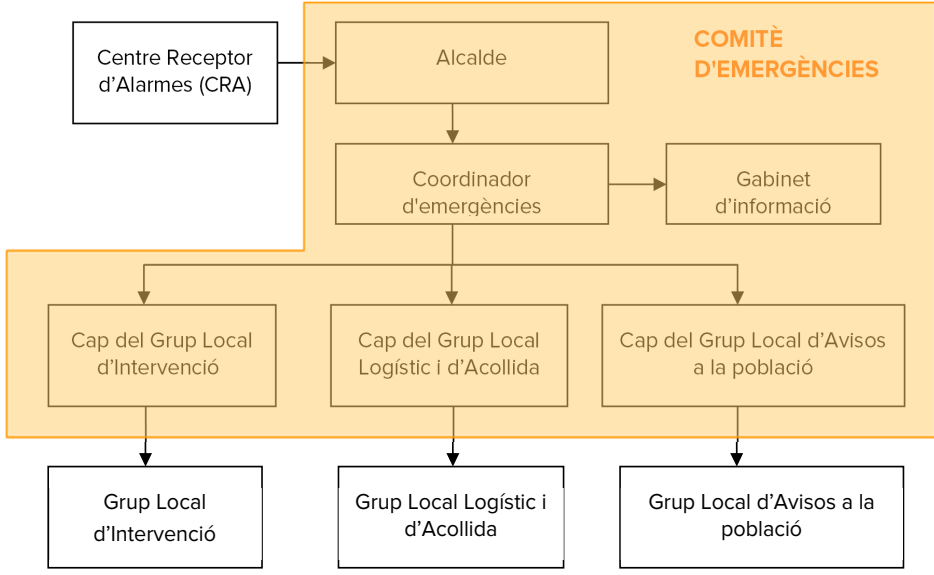 Centre Receptor
d’Alarmes (CRA)
Alcalde
COMITÈ
D'EMERGÈNCIES
Coordinador
d'emergències
Gabinet
d’informació
Cap del Grup Local
d’Intervenció
Cap del Grup Local
Logístic i d’Acollida
Cap del Grup Local d’Avisos
a la població
Grup Local
d’Intervenció
Grup Local Logístic i
d’Acollida
Grup Local d’Avisos a la
població